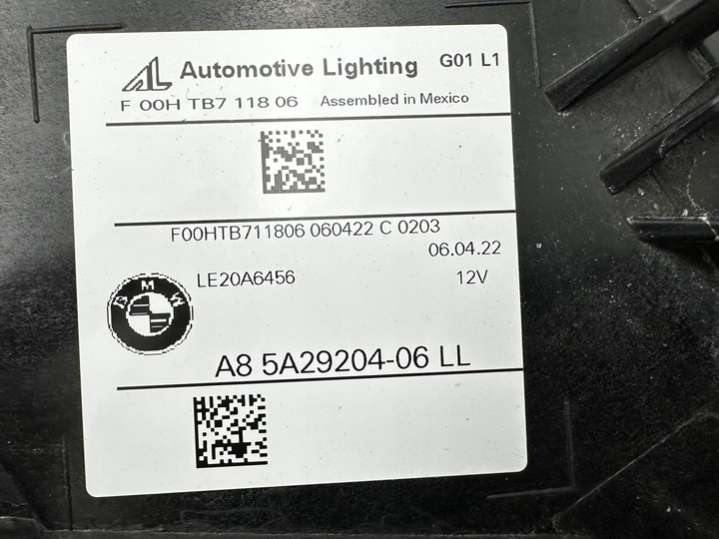 AL Automotive Lighting G01 L1
F 00H TB7 118 06 Assembled in Mexico
F00HTB711806 060422 C 0203
06.04.22
LE20A6456 12V
BMW
A8 5A29204-06 LL